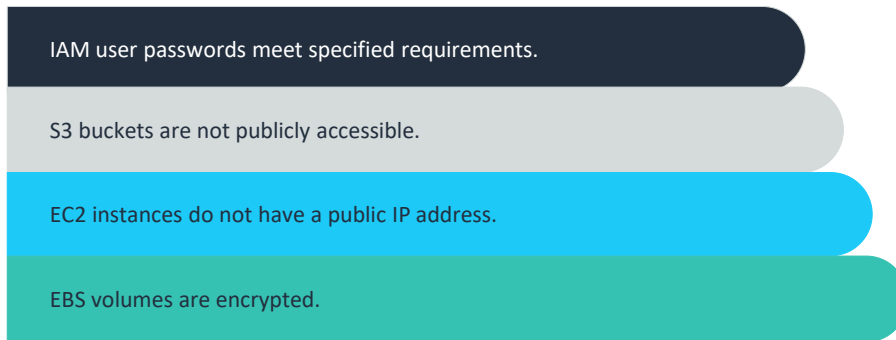 IAM user passwords meet specified requirements.
S3 buckets are not publicly accessible.
EC2 instances do not have a public IP address.
EBS volumes are encrypted.